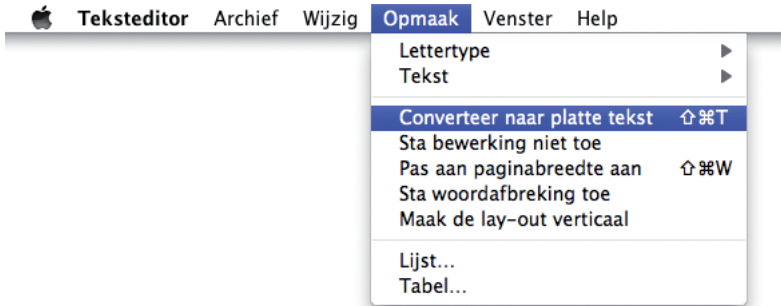 Teksteditor Archief Wijzig Opmaak Venster Help
Lettertype
Tekst
Converteer naar platte tekst ⇧⌘T
Sta bewerking niet toe
Pas aan paginabreedte aan ⇧⌘W
Sta woordafbreking toe
Maak de lay-out verticaal
Lijst...
Tabel...